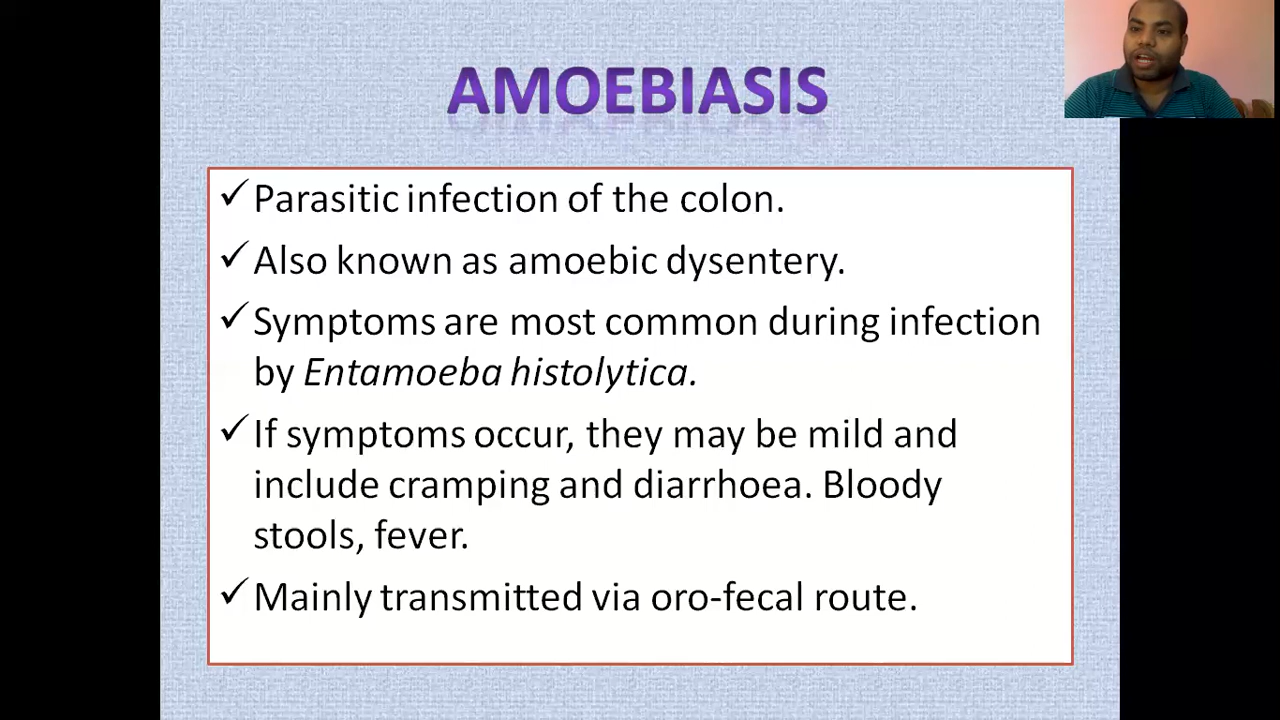 AMOEBIASIS
✓Parasitic infection of the colon.
✓Also known as amoebic dysentery.
✓Symptoms are most common during infection
by Entamoeba histolytica.
✓If symptoms occur, they may be mild and
include cramping and diarrhoea. Bloody
stools, fever.
✓Mainly transmitted via oro-fecal route.